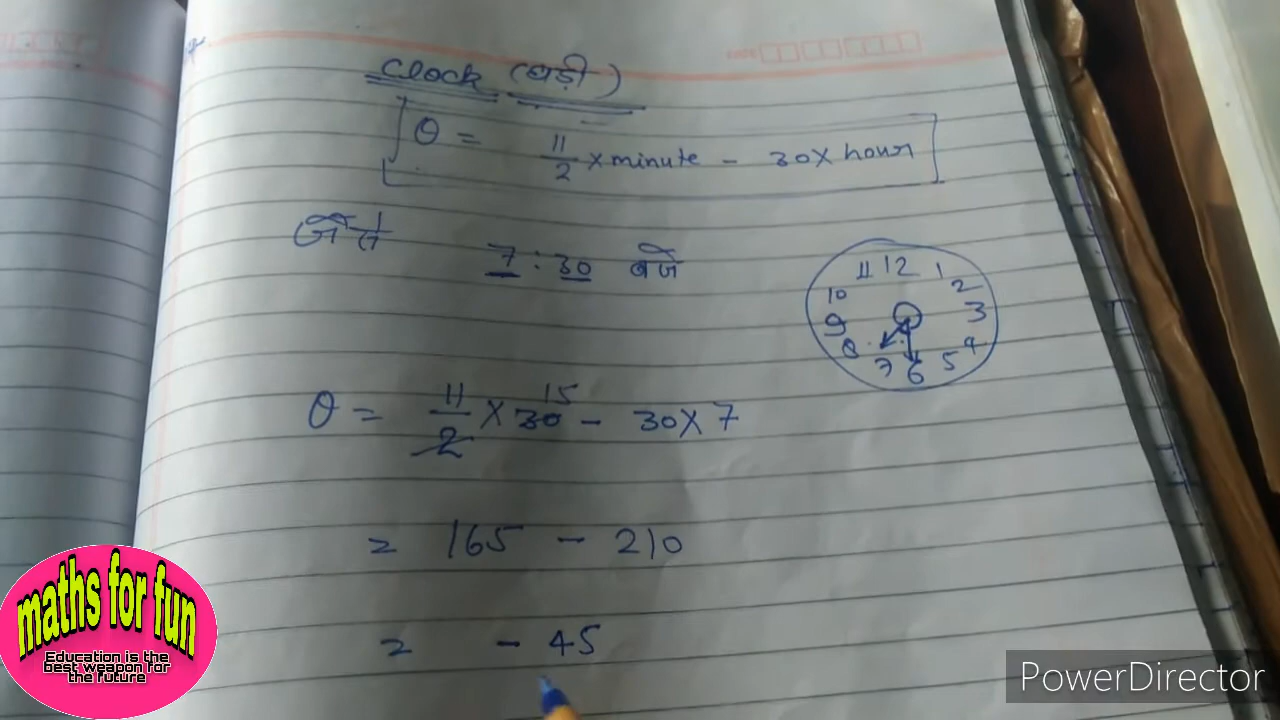 Clock (घड़ी)
θ = 11/2 × minute - 30 × hour
जैसे 7 : 30 बजे
11 12 1
10 2
9 3
8 4
7 6 5
θ = 11/2 × 30 15 - 30 × 7
= 165 - 210
= - 45
maths for fun
Education is the
best weapon for
the future
PowerDirector